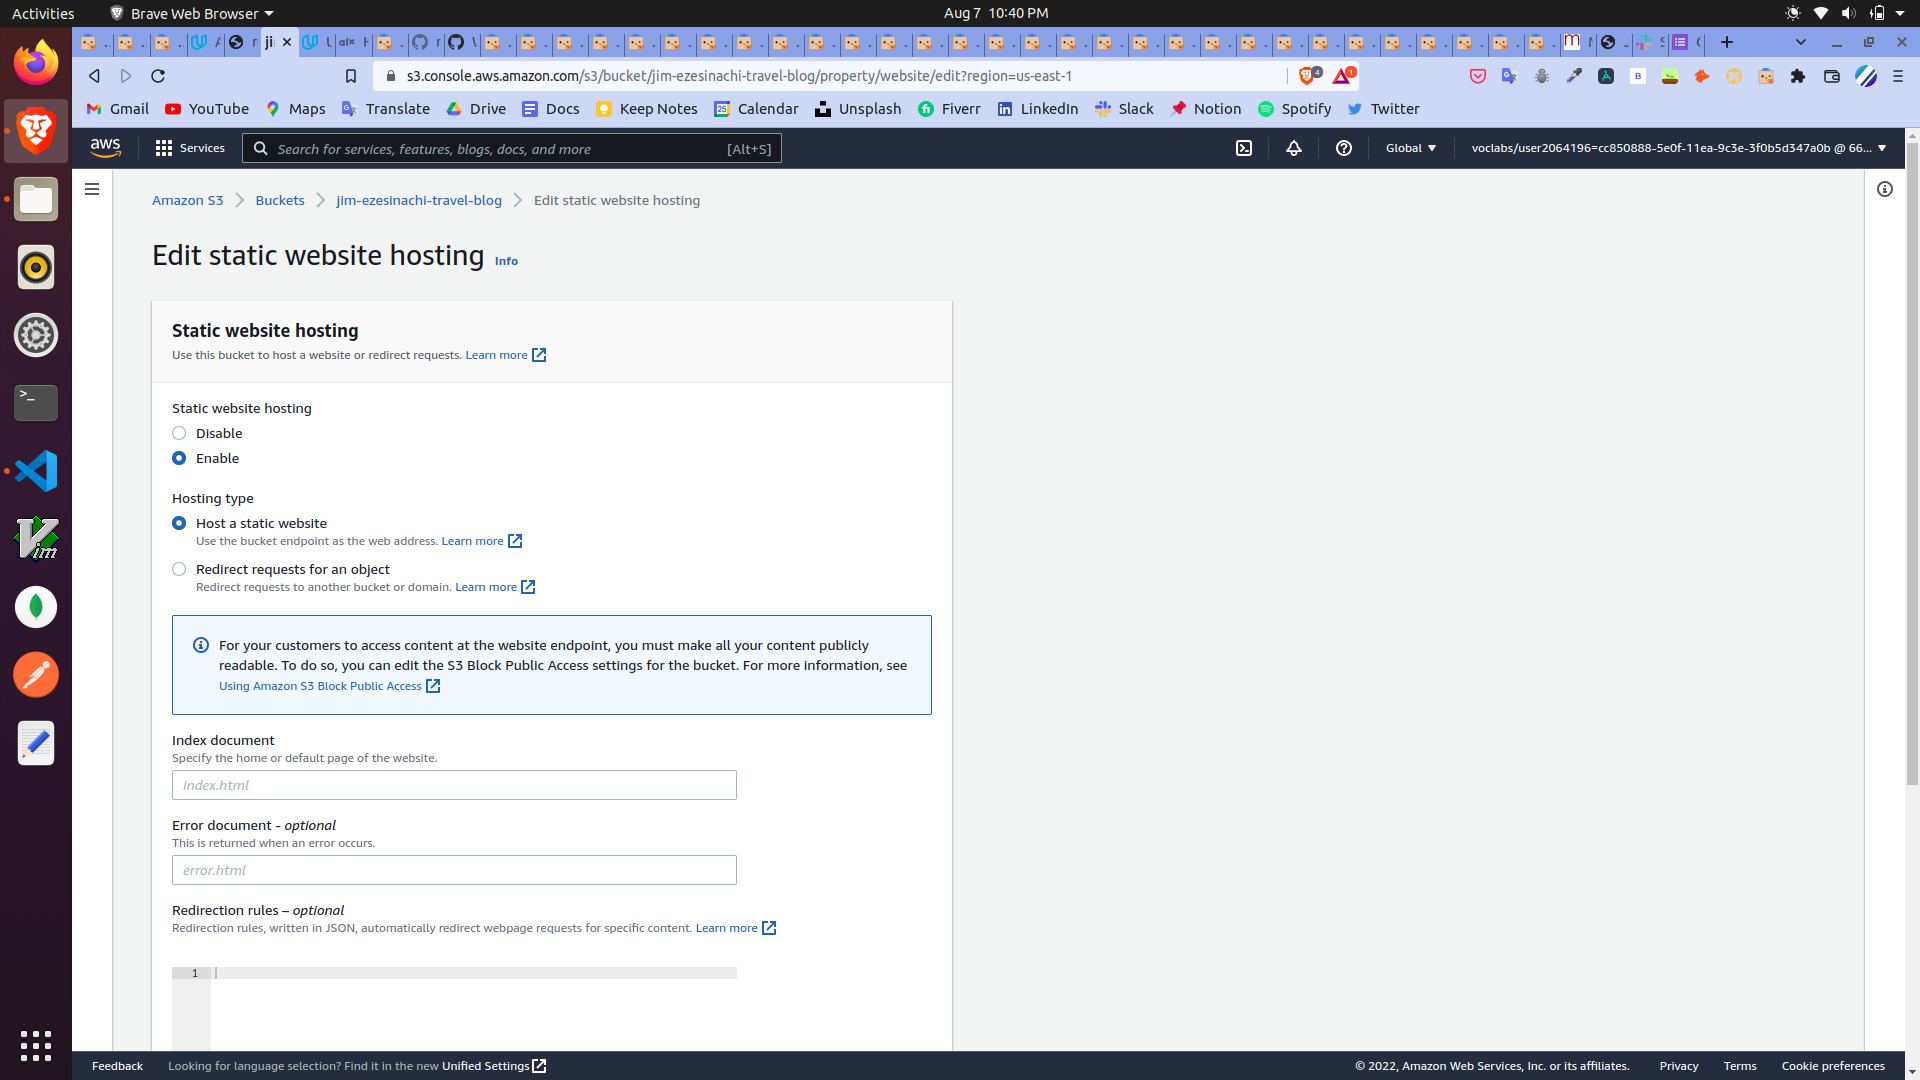 Activities
Brave Web Browser
Aug 7 10:40 PM
s3.console.aws.amazon.com/s3/bucket/jim-ezesinachi-travel-blog/property/website/edit?region=us-east-1
4
1
Gmail YouTube Maps Translate Drive Docs Keep Notes Calendar Unsplash Fiverr LinkedIn Slack Notion Spotify Twitter
aws
Services
Search for services, features, blogs, docs, and more [Alt+S]
Global
voclabs/user2064196=cc850888-5e0f-11ea-9c3e-3f0b5d347a0b @ 66...
Amazon S3 Buckets jim-ezesinachi-travel-blog Edit static website hosting
Edit static website hosting Info
Static website hosting
Use this bucket to host a website or redirect requests. Learn more
Static website hosting
Disable
Enable
Hosting type
Host a static website
Use the bucket endpoint as the web address. Learn more
Redirect requests for an object
Redirect requests to another bucket or domain. Learn more
For your customers to access content at the website endpoint, you must make all your content publicly
readable. To do so, you can edit the S3 Block Public Access settings for the bucket. For more information, see
Using Amazon S3 Block Public Access
Index document
Specify the home or default page of the website.
index.html
Error document - optional
This is returned when an error occurs.
error.html
Redirection rules – optional
Redirection rules, written in JSON, automatically redirect webpage requests for specific content. Learn more
1
Feedback
Looking for language selection? Find it in the new Unified Settings
© 2022, Amazon Web Services, Inc. or its affiliates.
Privacy
Terms
Cookie preferences